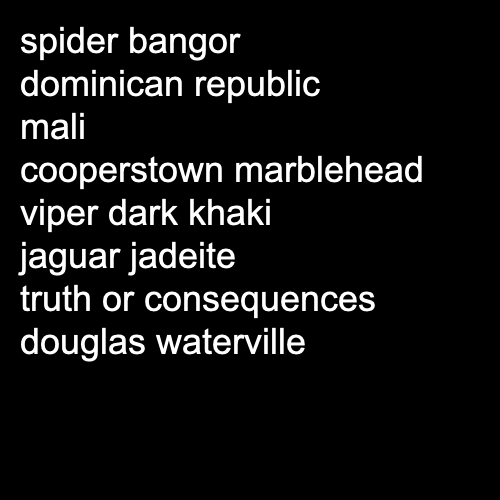 spider bangor
dominican republic
mali
cooperstown marblehead
viper dark khaki
jaguar jadeite
truth or consequences
douglas waterville